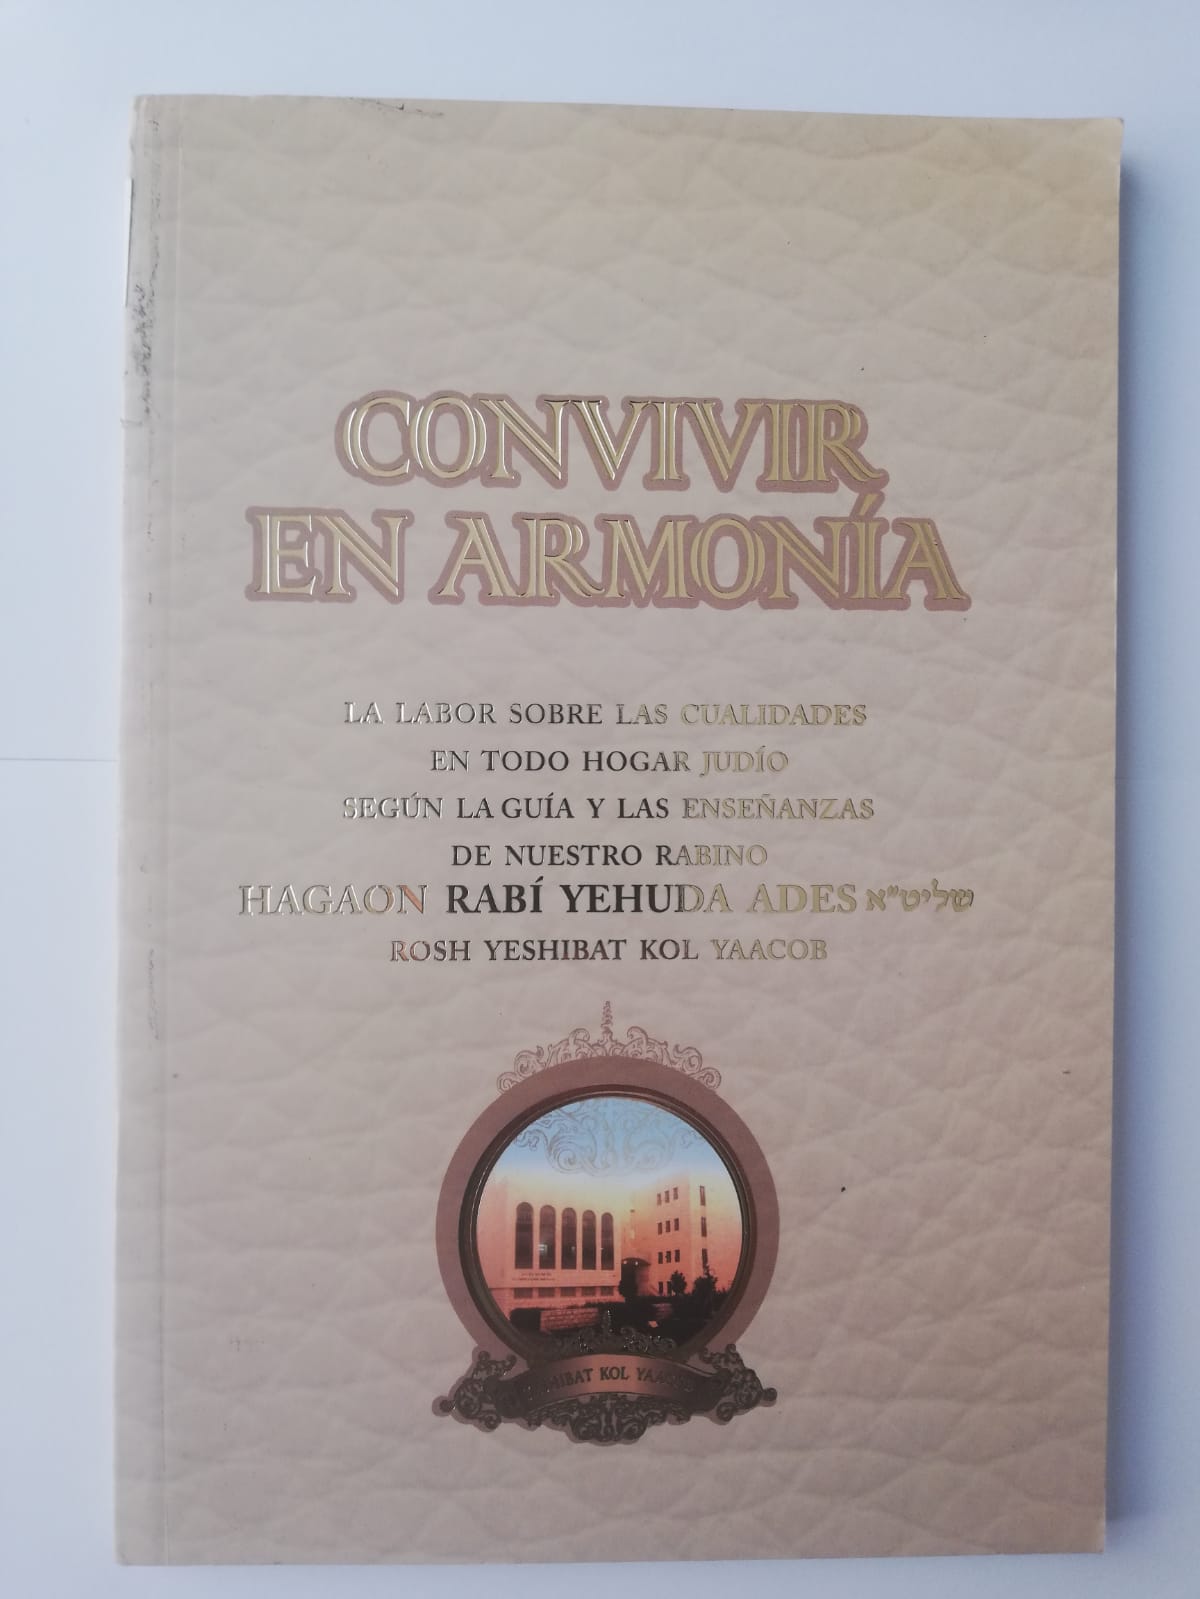 CONVIVIR
EN ARMONÍA
LA LABOR SOBRE LAS CUALIDADES
EN TODO HOGAR JUDÍO
SEGÚN LA GUÍA Y LAS ENSEÑANZAS
DE NUESTRO RABINO
HAGAON RABÍ YEHUDA ADES שליט"א
ROSH YESHIBAT KOL YAACOB
KOL